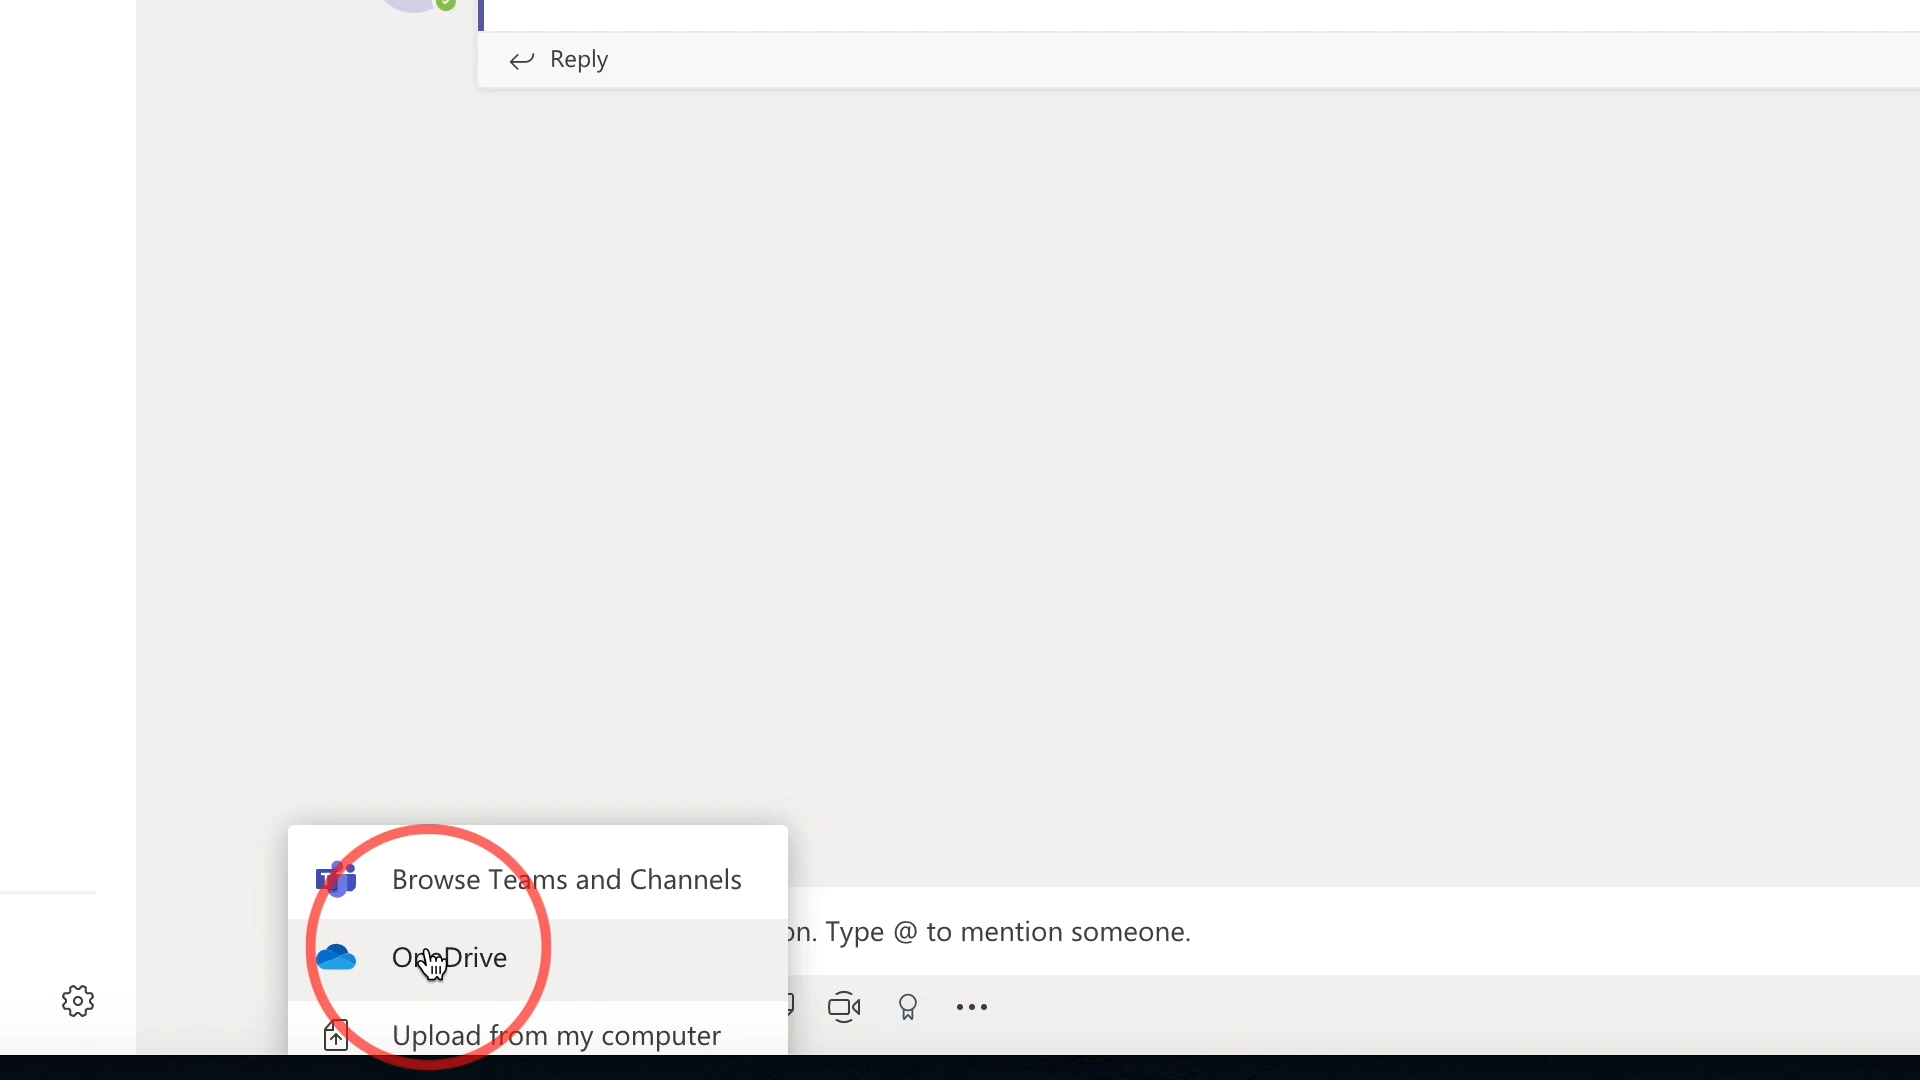 Reply
Browse Teams and Channels
on. Type @ to mention someone.
OneDrive
Upload from my computer